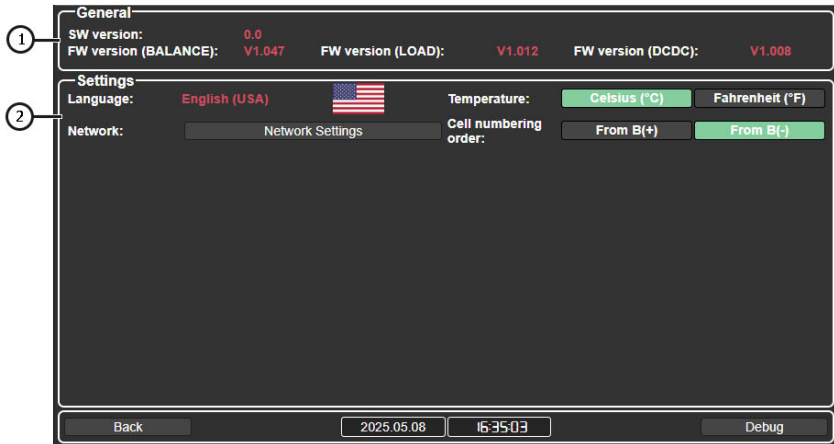 General
1
SW version: 0.0
FW version (BALANCE): V1.047 FW version (LOAD): V1.012 FW version (DCDC): V1.008
Settings
2
Language: English (USA) Temperature: Celsius (°C) Fahrenheit (°F)
Network: Network Settings Cell numbering order: From B(+) From B(-)
Back 2025.05.08 16:35:03 Debug